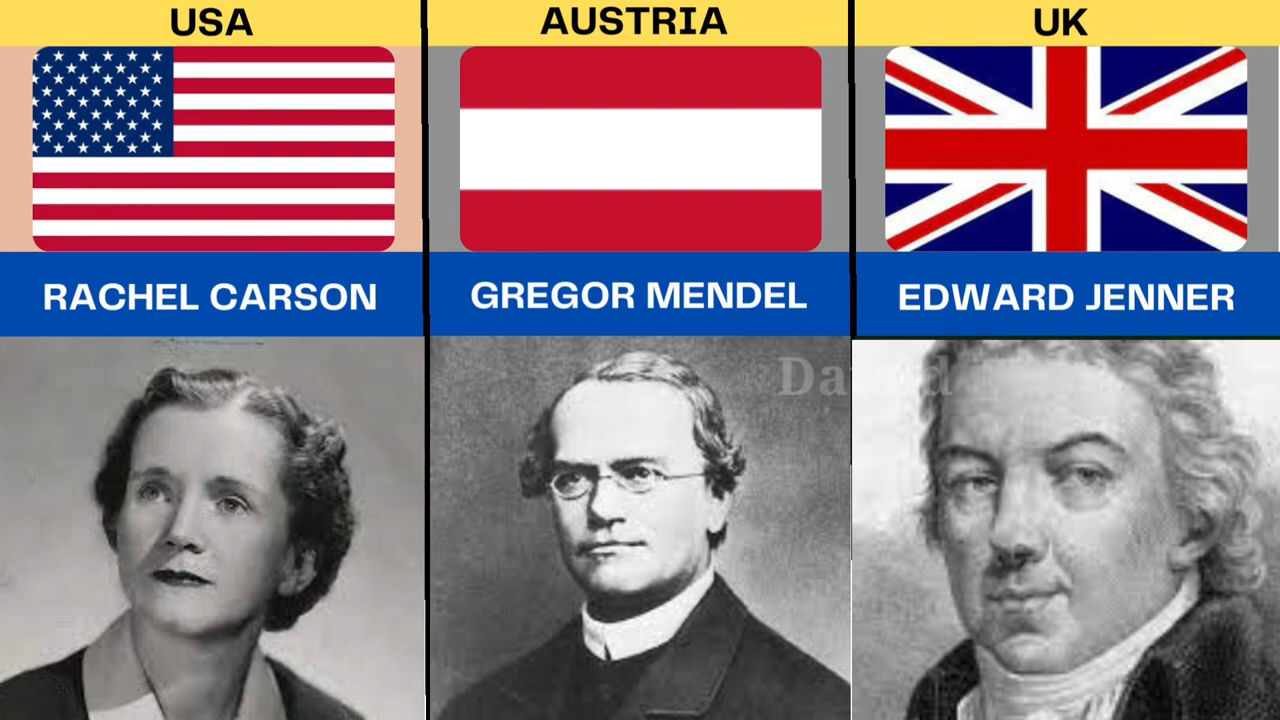 USA
AUSTRIA
UK
RACHEL CARSON
GREGOR MENDEL
EDWARD JENNER